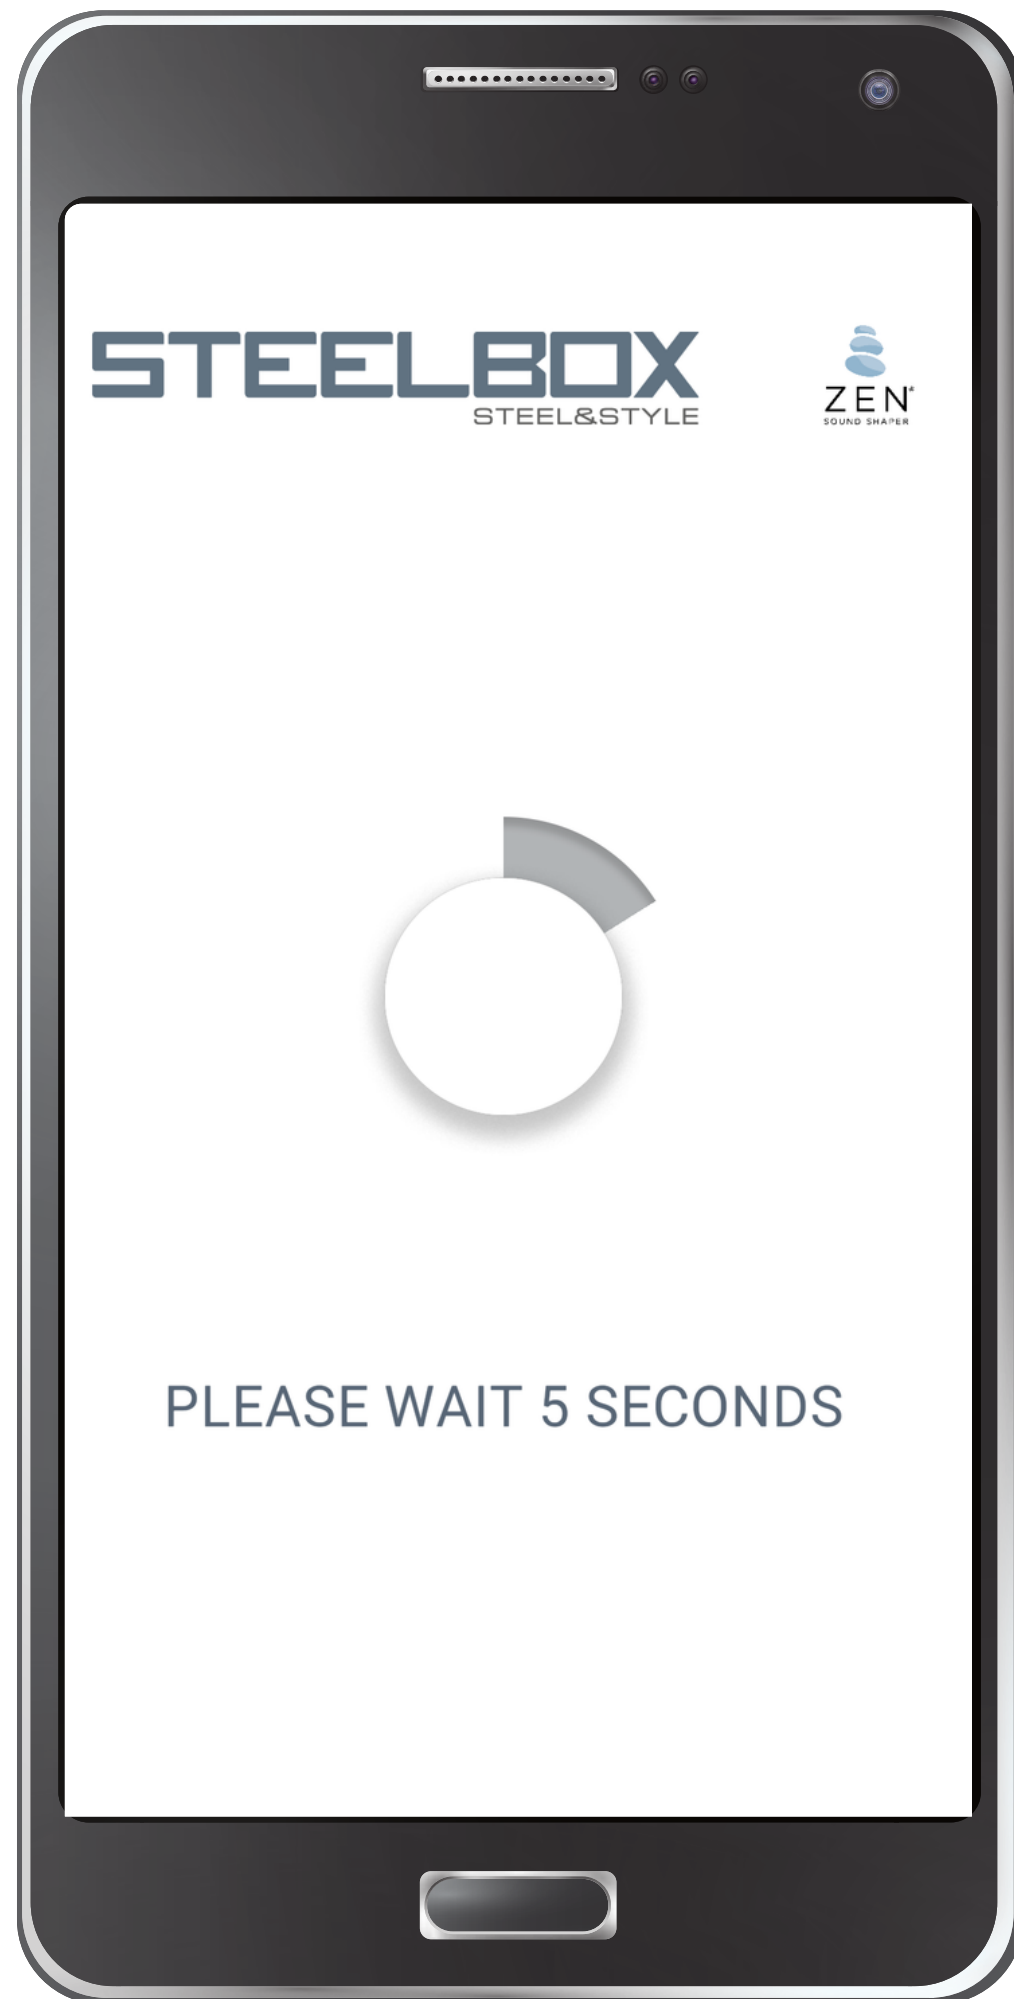 STEELBOX
STEEL&STYLE
ZEN®
SOUND SHAPER
PLEASE WAIT 5 SECONDS